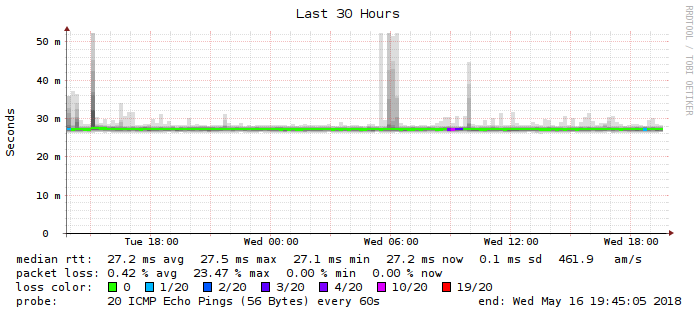 Last 30 Hours
RRDTOOL / TOBI OETIKER
Seconds
50 m
40 m
30 m
20 m
10 m
0
Tue 18:00 Wed 00:00 Wed 06:00 Wed 12:00 Wed 18:00
median rtt: 27.2 ms avg 27.5 ms max 27.1 ms min 27.2 ms now 0.1 ms sd 461.9 am/s
packet loss: 0.42 % avg 23.47 % max 0.00 % min 0.00 % now
loss color: 0 1/20 2/20 3/20 4/20 10/20 19/20
probe: 20 ICMP Echo Pings (56 Bytes) every 60s end: Wed May 16 19:45:05 2018